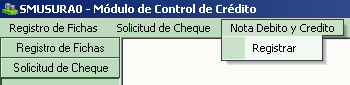 SMUSURA0 - Módulo de Control de Crédito
Registro de Fichas Solicitud de Cheque Nota Debito y Credito
Registro de Fichas Registrar
Solicitud de Cheque